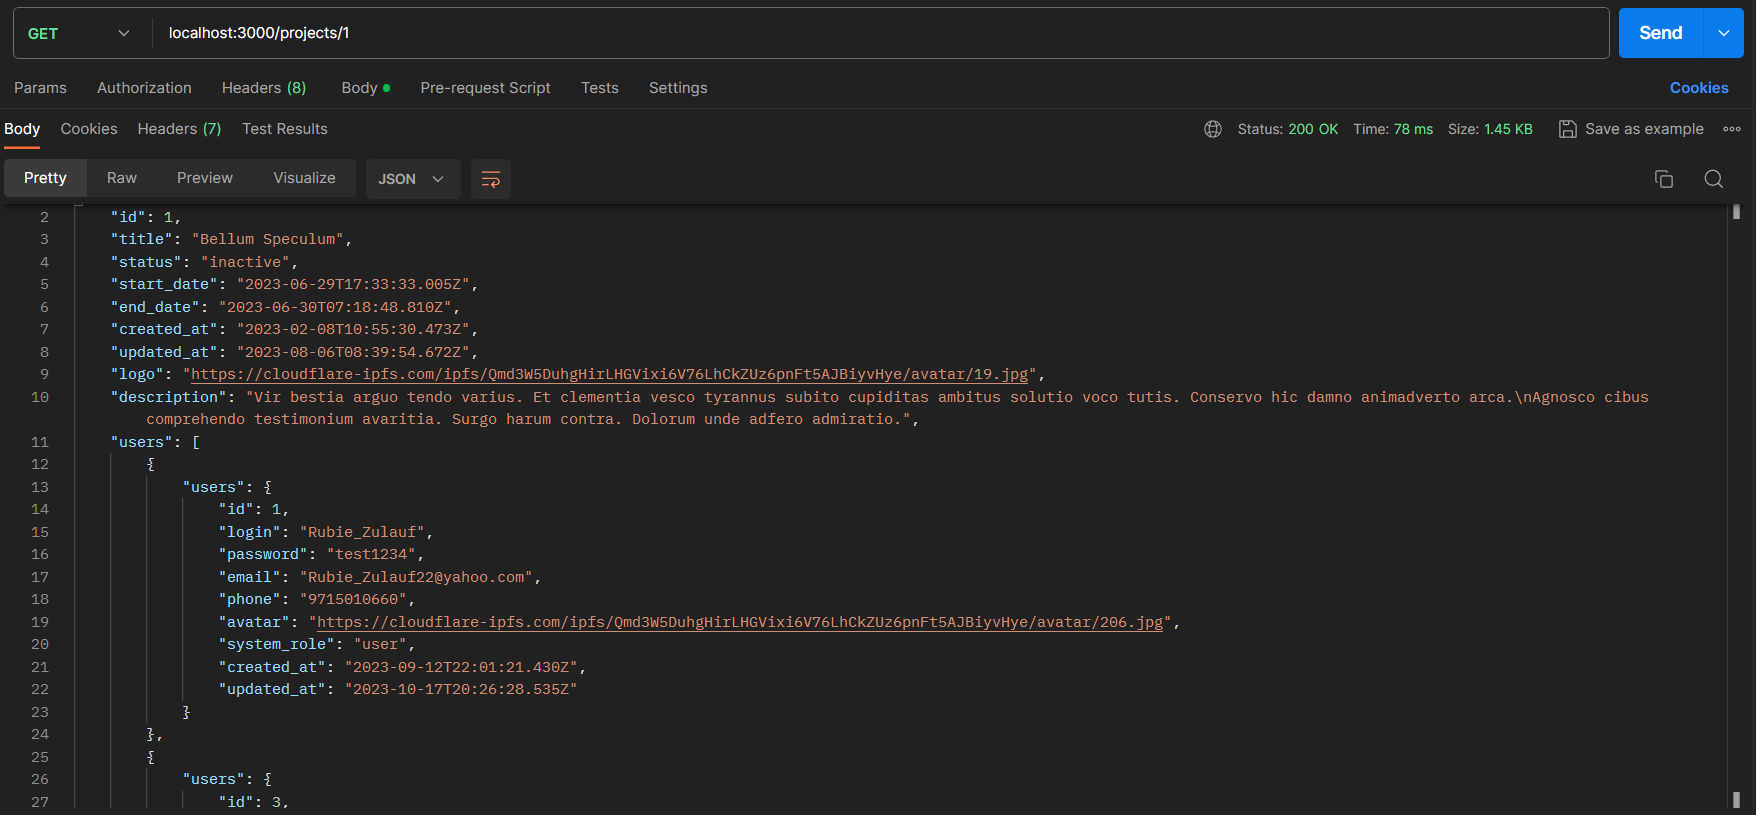 GET localhost:3000/projects/1 Send
Params Authorization Headers (8) Body Pre-request Script Tests Settings Cookies
Body Cookies Headers (7) Test Results Status: 200 OK Time: 78 ms Size: 1.45 KB Save as example
Pretty Raw Preview Visualize JSON
2 "id": 1,
3 "title": "Bellum Speculum",
4 "status": "inactive",
5 "start_date": "2023-06-29T17:33:33.005Z",
6 "end_date": "2023-06-30T07:18:48.810Z",
7 "created_at": "2023-02-08T10:55:30.473Z",
8 "updated_at": "2023-08-06T08:39:54.672Z",
9 "logo": "https://cloudflare-ipfs.com/ipfs/Qmd3W5DuhgHirLHGVixi6V76LhCkZUz6pnFt5AJBiyvHye/avatar/19.jpg",
10 "description": "Vir bestia arguo tendo varius. Et clementia vesco tyrannus subito cupiditas ambitus solutio voco tutis. Conservo hic damno animadverto arca.\nAgnosco cibus
comprehendo testimonium avaritia. Surgo harum contra. Dolorum unde adfero admiratio.",
11 "users": [
12 {
13 "users": {
14 "id": 1,
15 "login": "Rubie_Zulauf",
16 "password": "test1234",
17 "email": "Rubie_Zulauf22@yahoo.com",
18 "phone": "9715010660",
19 "avatar": "https://cloudflare-ipfs.com/ipfs/Qmd3W5DuhgHirLHGVixi6V76LhCkZUz6pnFt5AJBiyvHye/avatar/206.jpg",
20 "system_role": "user",
21 "created_at": "2023-09-12T22:01:21.430Z",
22 "updated_at": "2023-10-17T20:26:28.535Z"
23 }
24 },
25 {
26 "users": {
27 "id": 3,